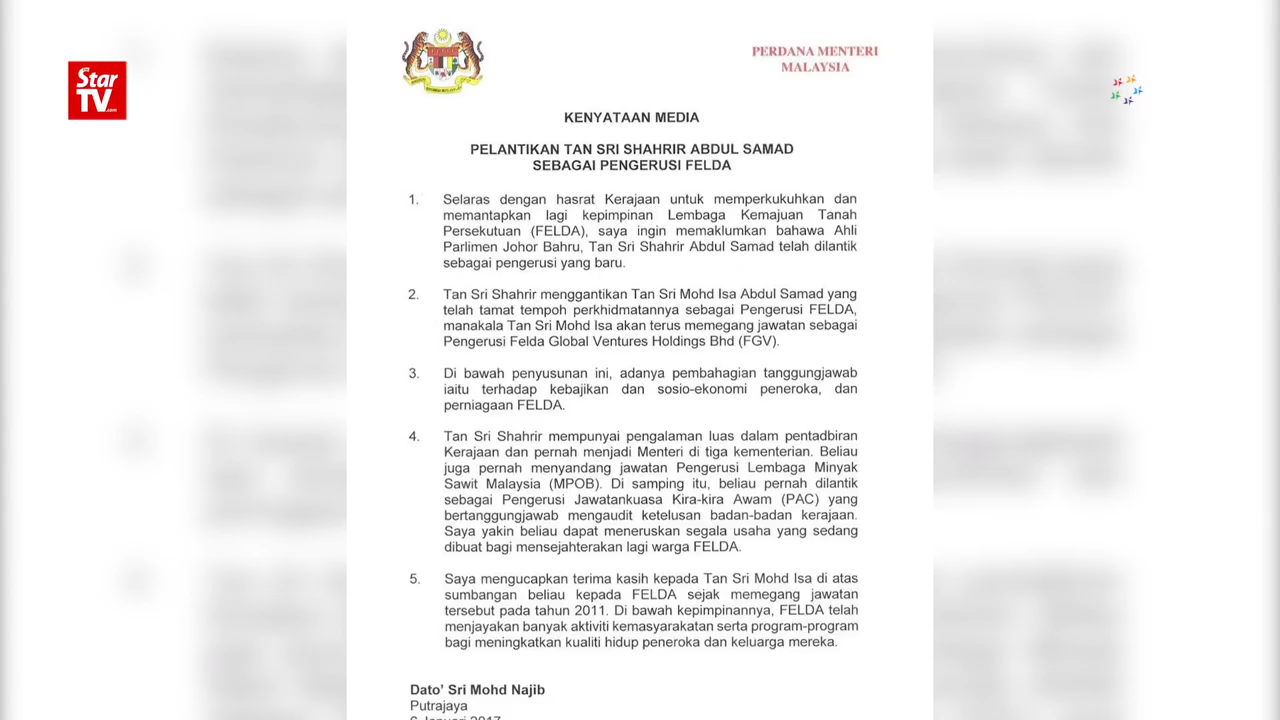 Star
TV.com
PERDANA MENTERI
MALAYSIA
KENYATAAN MEDIA
PELANTIKAN TAN SRI SHAHRIR ABDUL SAMAD
SEBAGAI PENGERUSI FELDA
1. Selaras dengan hasrat Kerajaan untuk memperkukuhkan dan
memantapkan lagi kepimpinan Lembaga Kemajuan Tanah
Persekutuan (FELDA), saya ingin memaklumkan bahawa Ahli
Parlimen Johor Bahru, Tan Sri Shahrir Abdul Samad telah dilantik
sebagai pengerusi yang baru.
2. Tan Sri Shahrir menggantikan Tan Sri Mohd Isa Abdul Samad yang
telah tamat tempoh perkhidmatannya sebagai Pengerusi FELDA,
manakala Tan Sri Mohd Isa akan terus memegang jawatan sebagai
Pengerusi Felda Global Ventures Holdings Bhd (FGV).
3. Di bawah penyusunan ini, adanya pembahagian tanggungjawab
iaitu terhadap kebajikan dan sosio-ekonomi peneroka, dan
perniagaan FELDA.
4. Tan Sri Shahrir mempunyai pengalaman luas dalam pentadbiran
Kerajaan dan pernah menjadi Menteri di tiga kementerian. Beliau
juga pernah menyandang jawatan Pengerusi Lembaga Minyak
Sawit Malaysia (MPOB). Di samping itu, beliau pernah dilantik
sebagai Pengerusi Jawatankuasa Kira-kira Awam (PAC) yang
bertanggungjawab mengaudit ketelusan badan-badan kerajaan.
Saya yakin beliau dapat meneruskan segala usaha yang sedang
dibuat bagi mensejahterakan lagi warga FELDA.
5. Saya mengucapkan terima kasih kepada Tan Sri Mohd Isa di atas
sumbangan beliau kepada FELDA sejak memegang jawatan
tersebut pada tahun 2011. Di bawah kepimpinannya, FELDA telah
menjayakan banyak aktiviti kemasyarakatan serta program-program
bagi meningkatkan kualiti hidup peneroka dan keluarga mereka.
Dato' Sri Mohd Najib
Putrajaya
6 Januari 2017